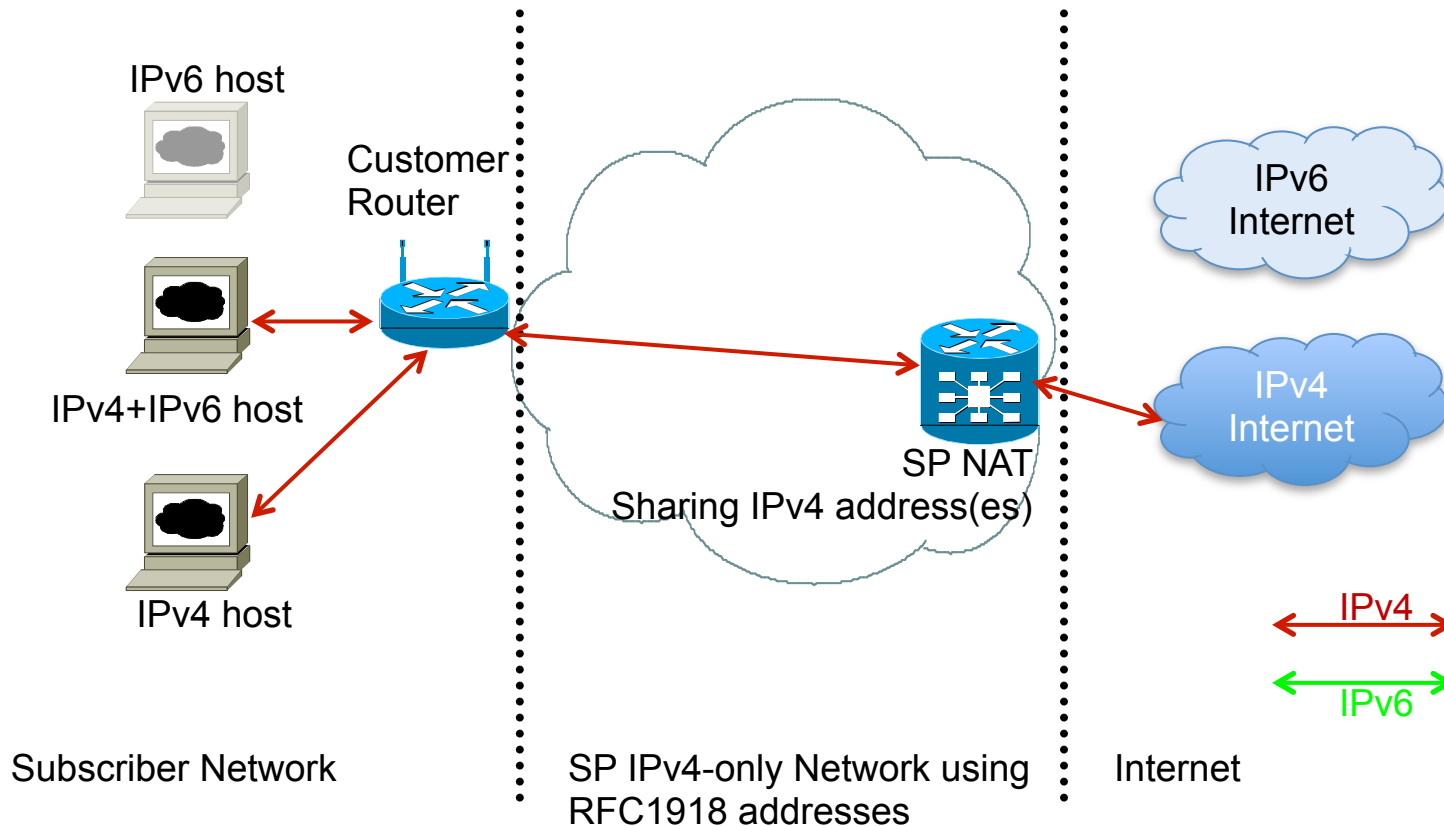 IPv6 host
Customer
Router
IPv6
Internet
IPv4+IPv6 host
IPv4
Internet
SP NAT
Sharing IPv4 address(es)
IPv4 host
IPv4
IPv6
Subscriber Network
SP IPv4-only Network using
RFC1918 addresses
Internet